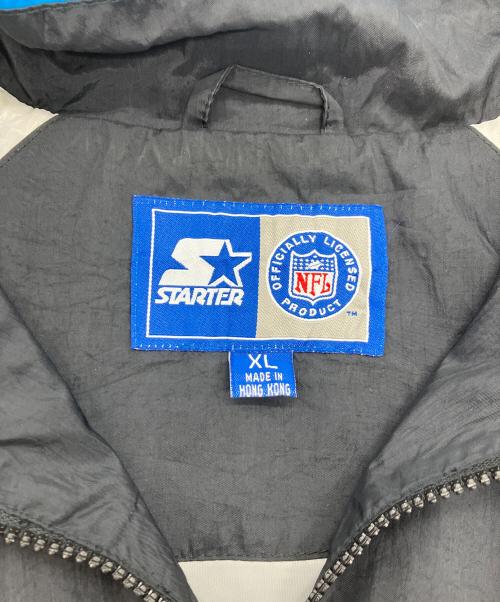 STARTER
OFFICIALLY LICENSED
NFL
PRODUCT
TM
XL
MADE IN
HONG KONG